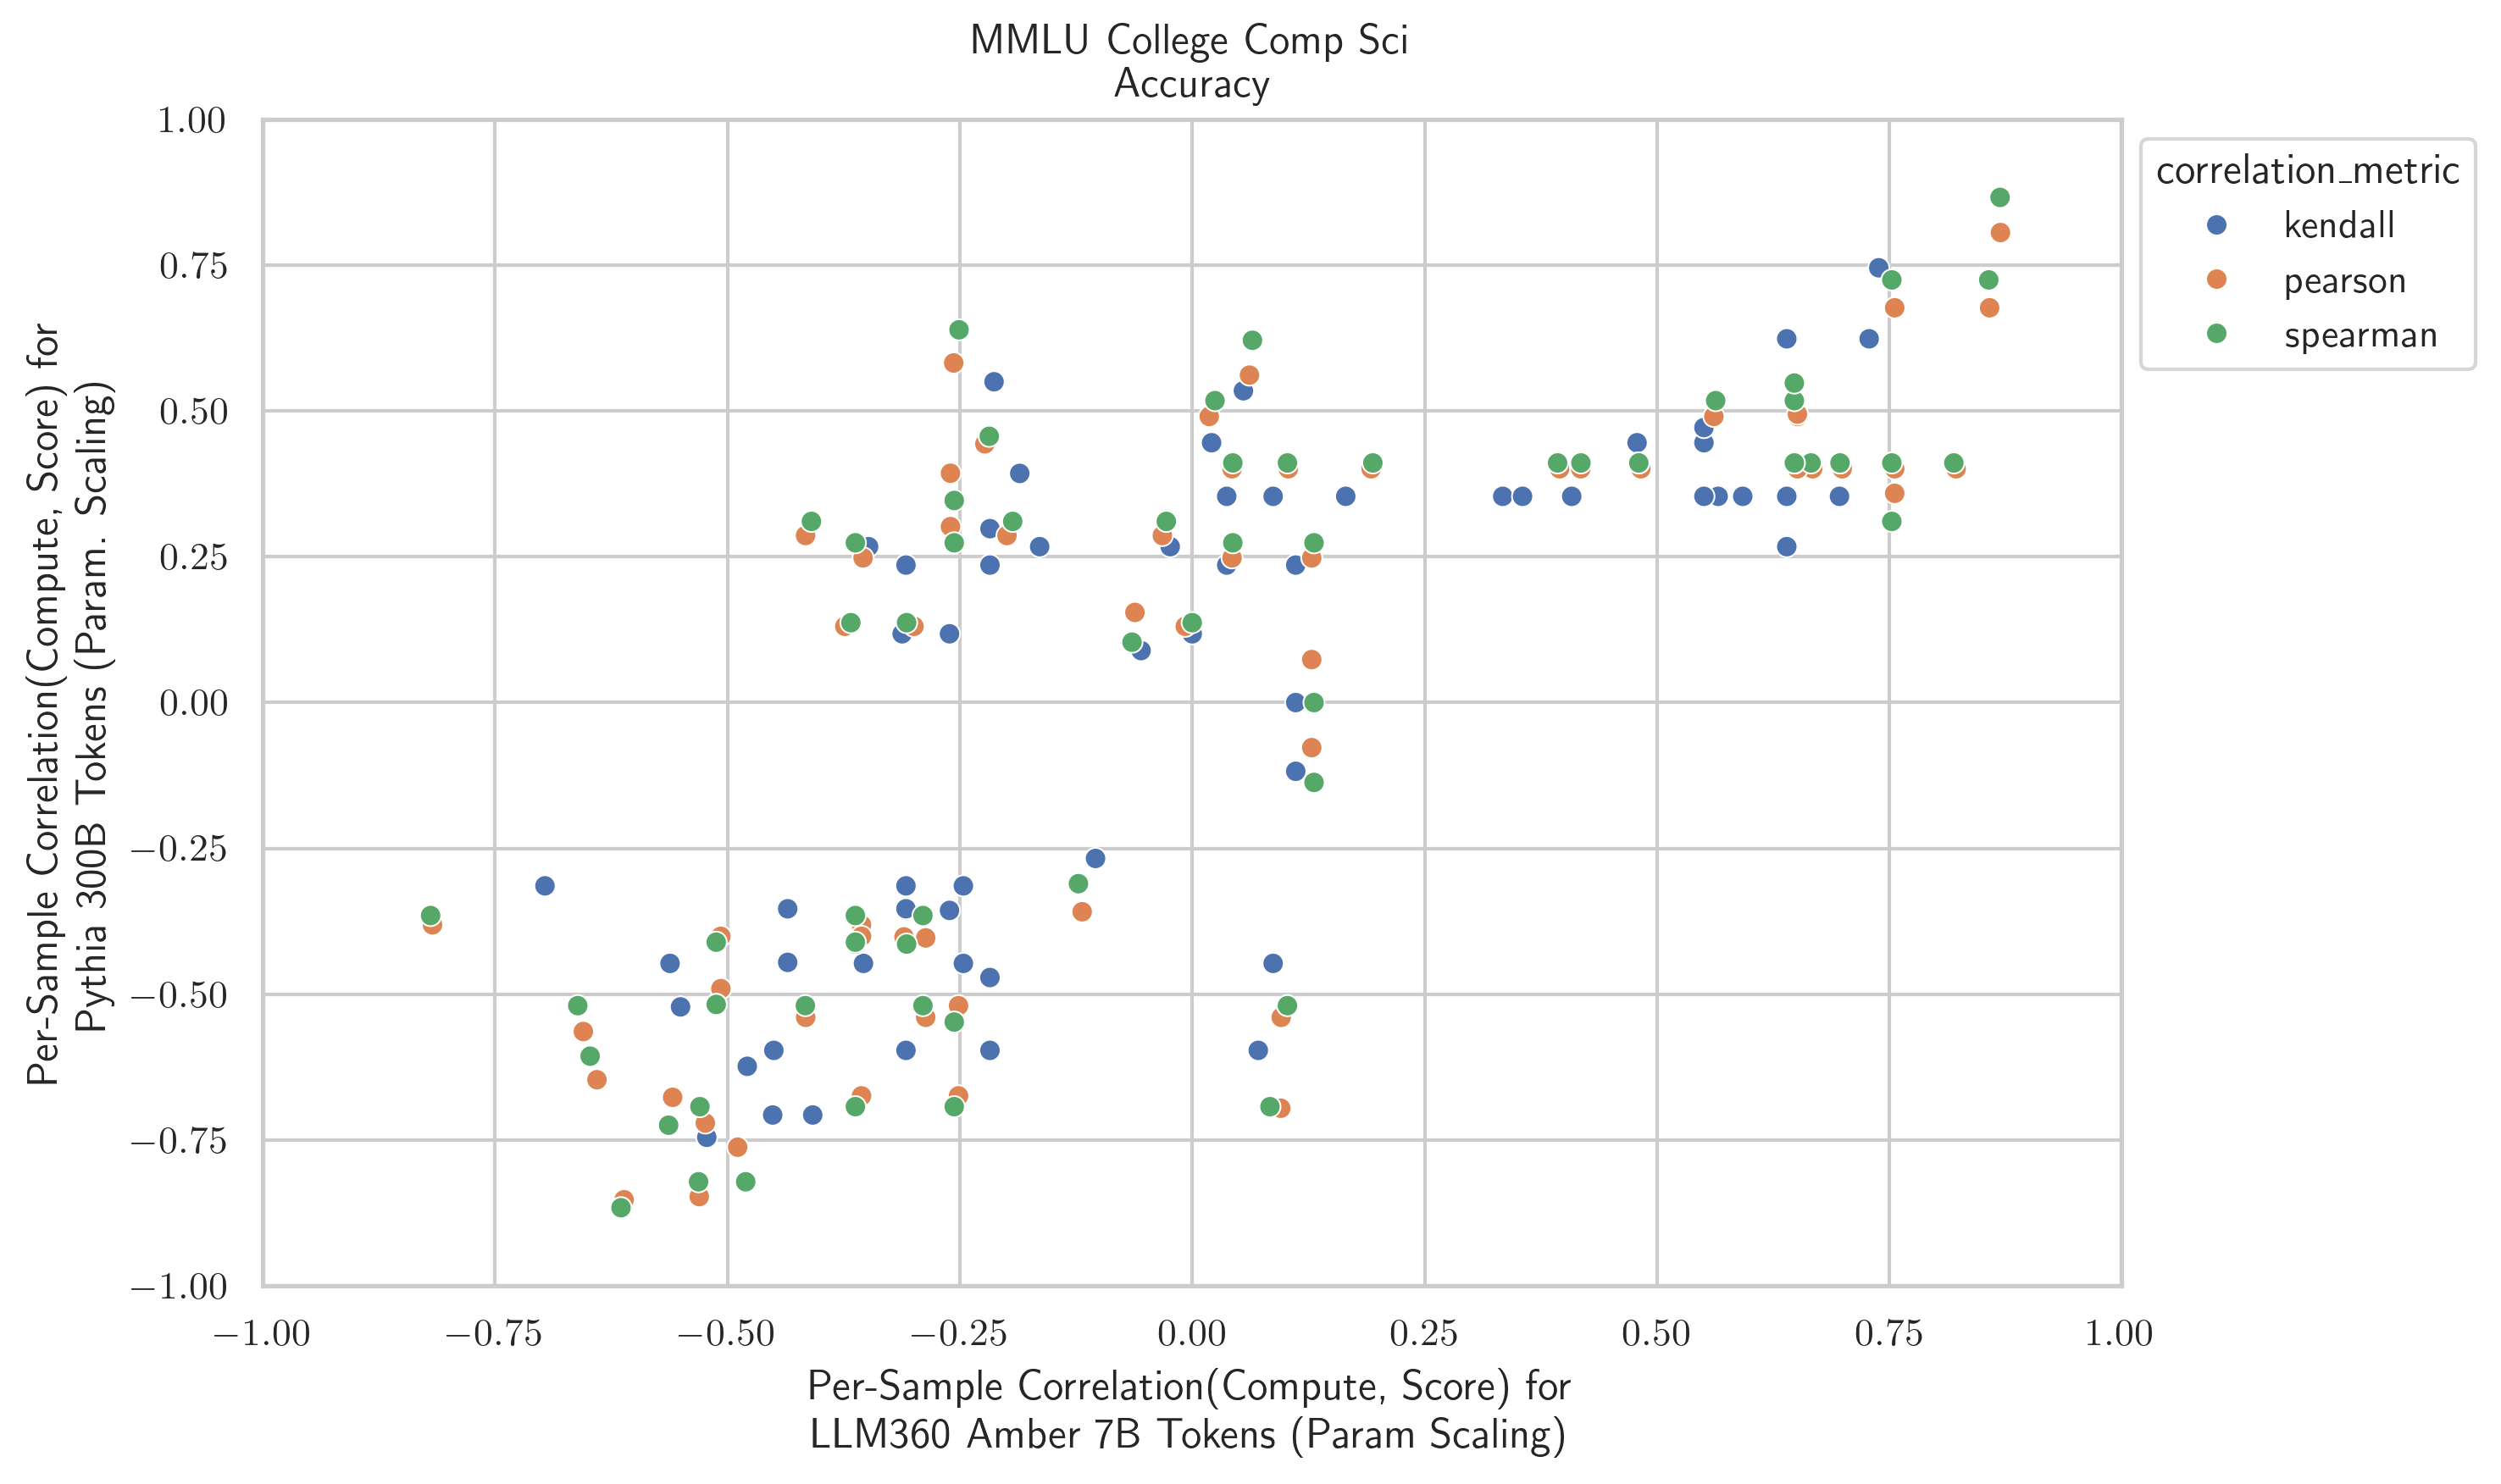 MMLU College Comp Sci
Accuracy
1.00
0.75
0.50
0.25
0.00
−0.25
−0.50
−0.75
−1.00
Per-Sample Correlation(Compute, Score) for
Pythia 300B Tokens (Param. Scaling)
−1.00 −0.75 −0.50 −0.25 0.00 0.25 0.50 0.75 1.00
Per-Sample Correlation(Compute, Score) for
LLM360 Amber 7B Tokens (Param Scaling)
correlation_metric
kendall
pearson
spearman